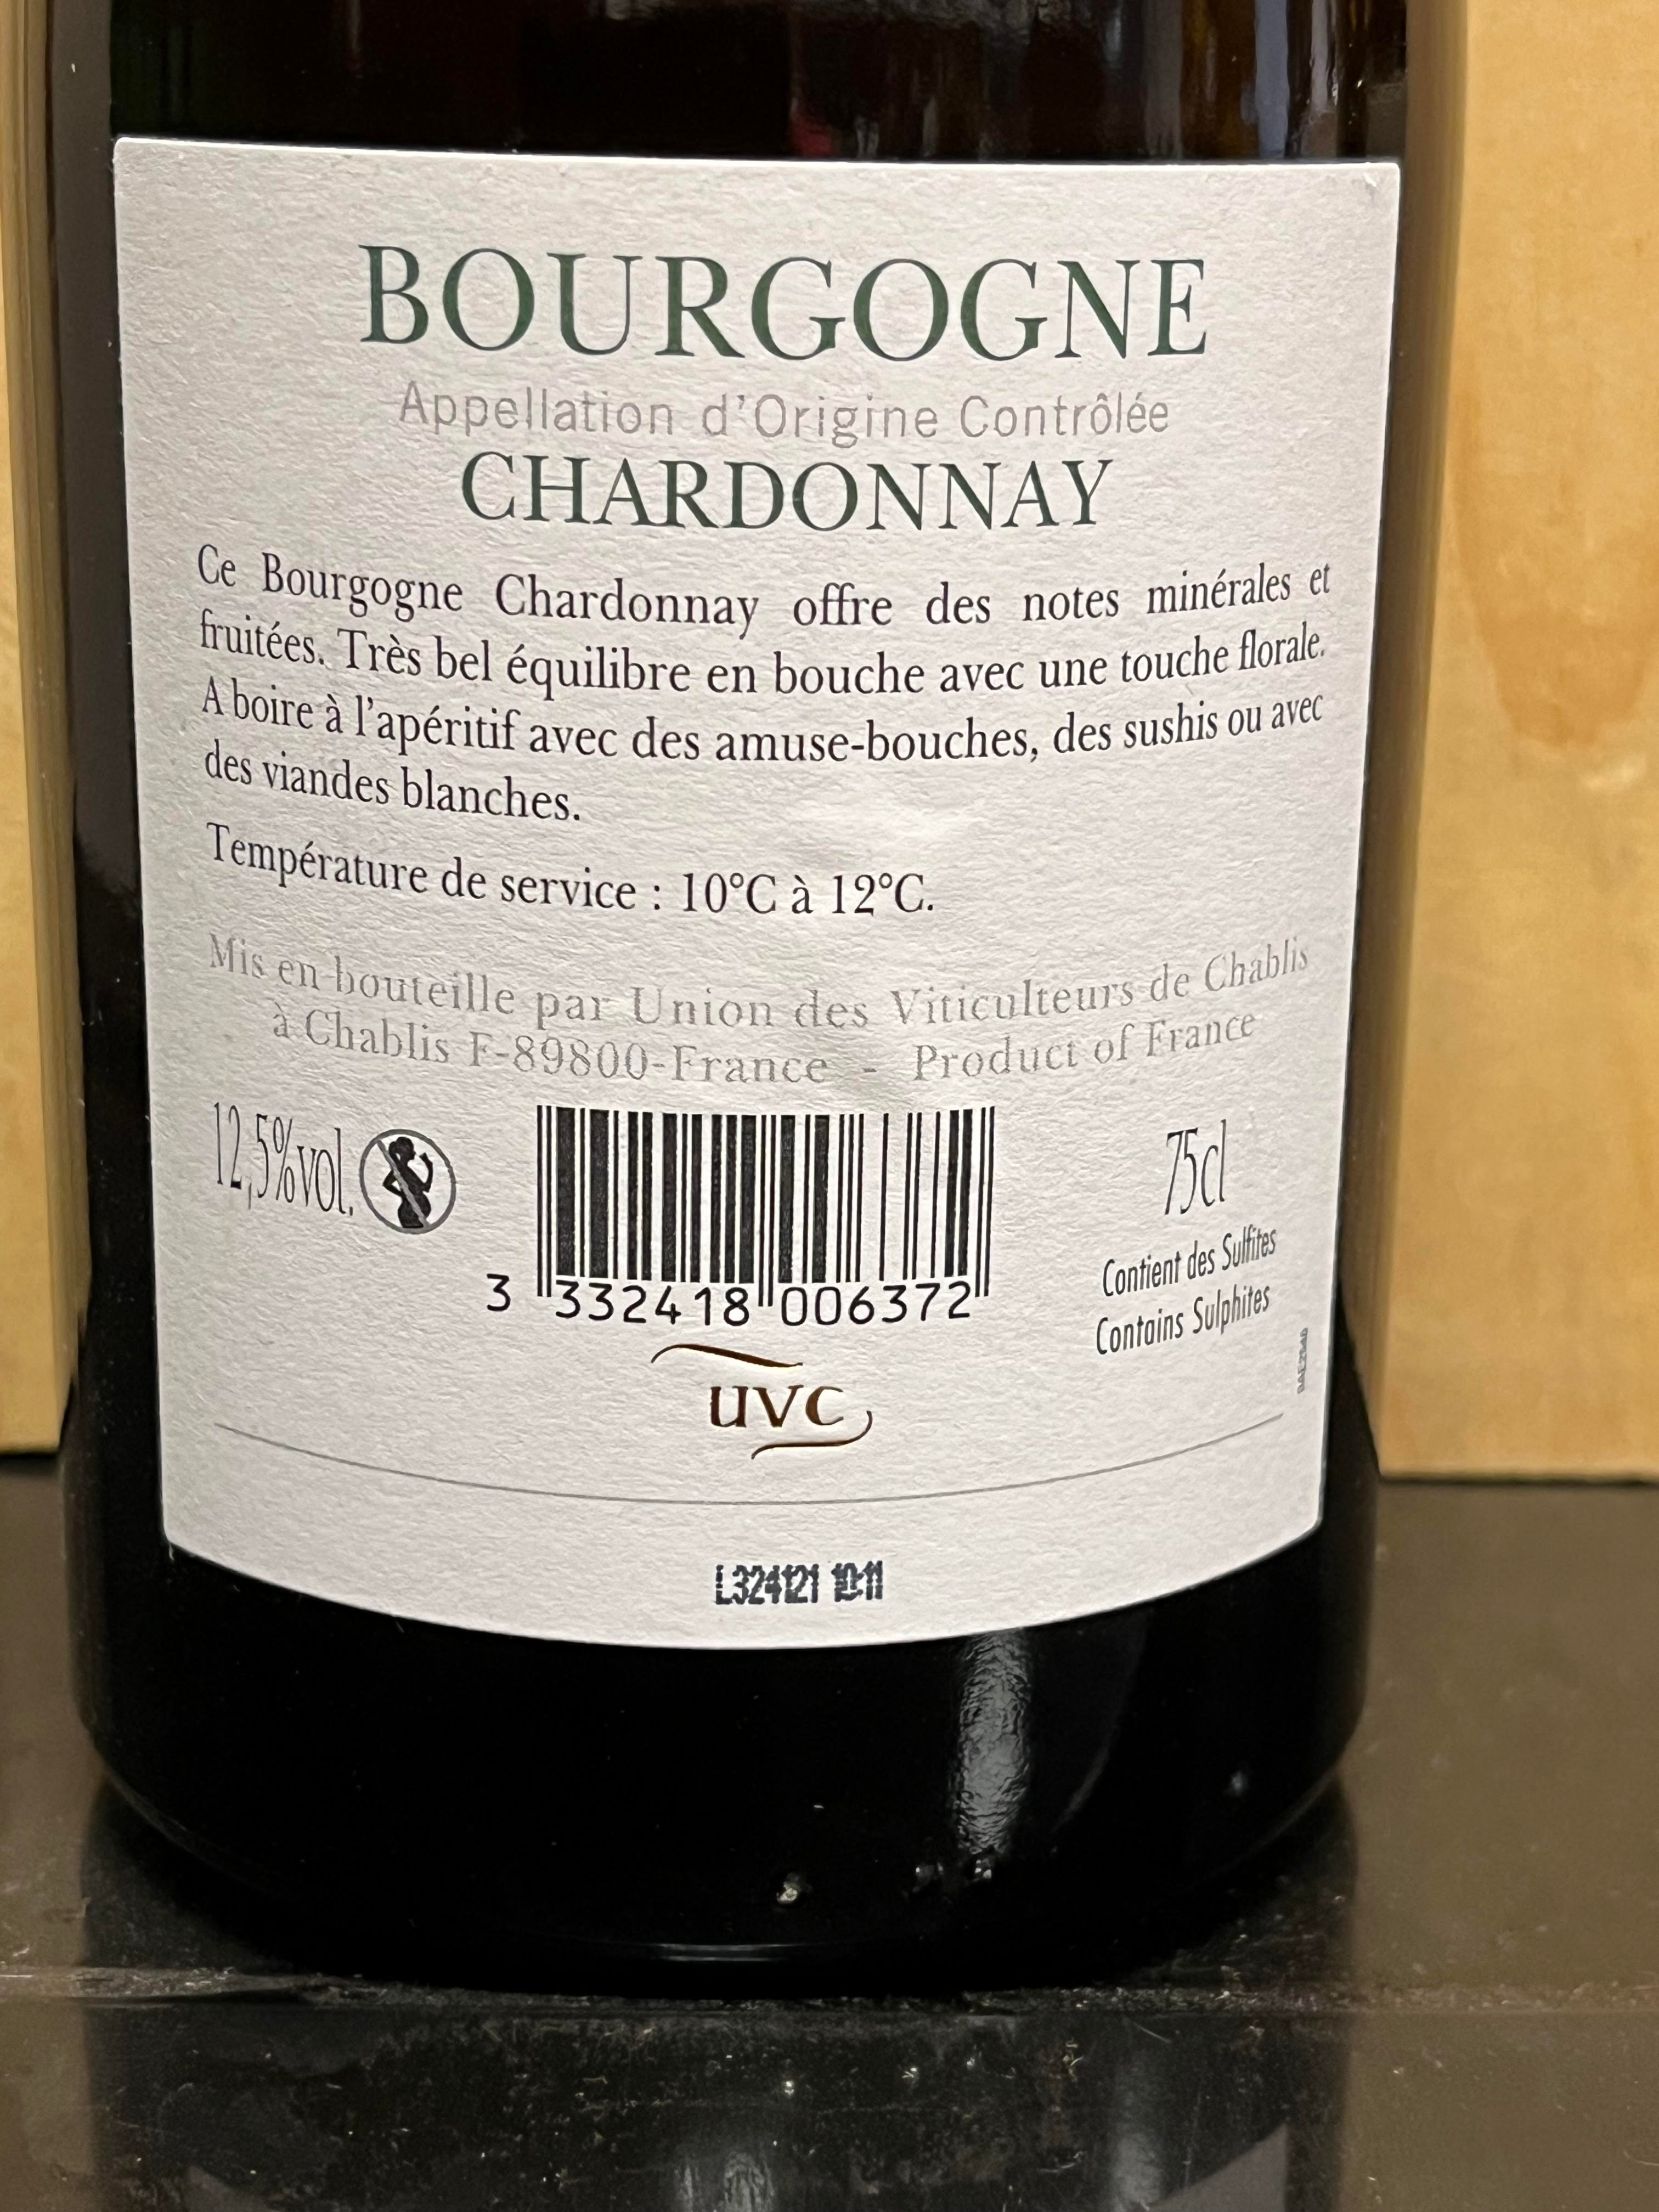 BOURGOGNE
Appellation d'Origine Contrôlée
CHARDONNAY
Ce Bourgogne Chardonnay offre des notes minérales et
fruitées. Très bel équilibre en bouche avec une touche florale.
A boire à l'apéritif avec des amuse-bouches, des sushis ou avec
des viandes blanches.
Température de service : 10°C à 12°C.
Mis en bouteille par Union des Viticulteurs de Chablis
à Chablis F-89800-France - Product of France
12,5%vol.
3 332418 006372
75cl
Contient des Sulfites
Contains Sulphites
uvc
L324121 10:11